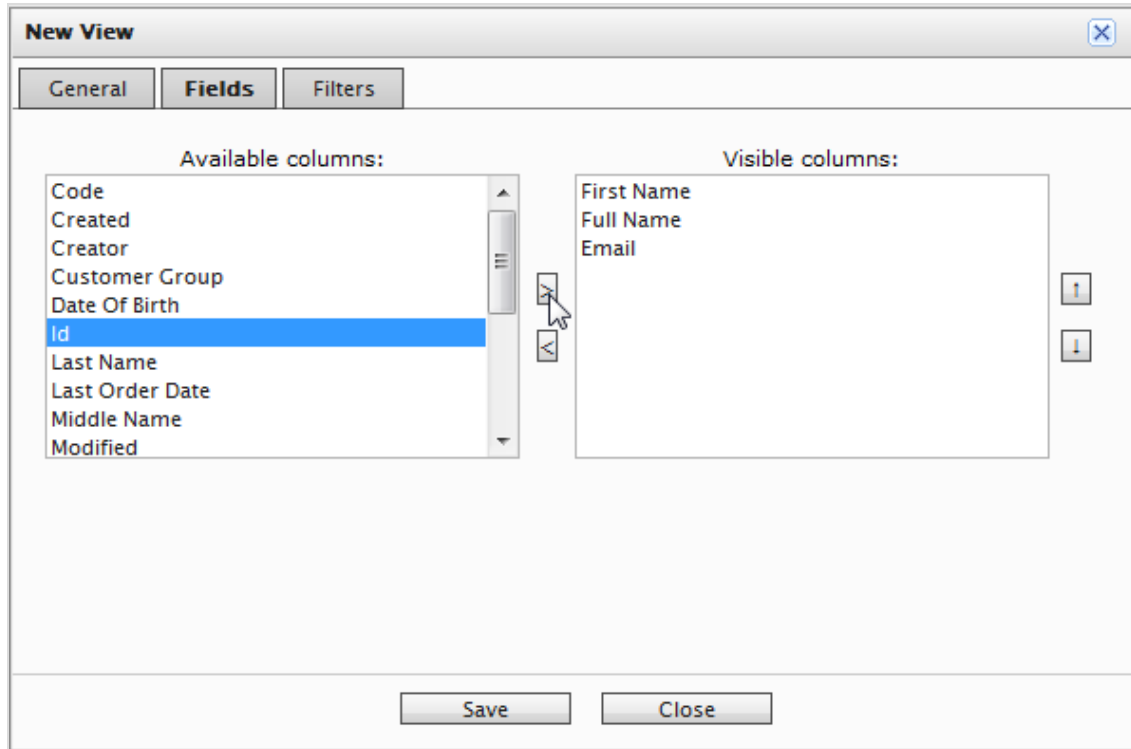 New View
General Fields Filters
Available columns:
Code
Created
Creator
Customer Group
Date Of Birth
Id
Last Name
Last Order Date
Middle Name
Modified
>
<
Visible columns:
First Name
Full Name
Email
↑
↓
Save Close